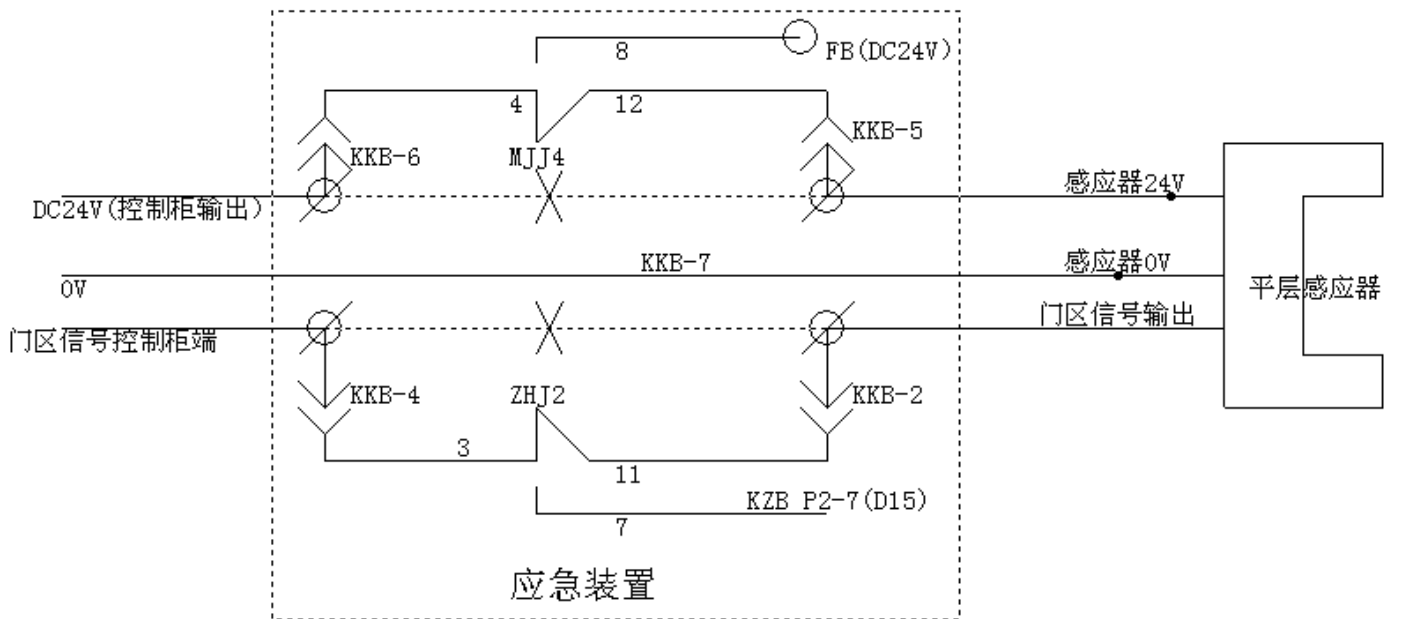 8
FB(DC24V)
4
12
KKB-6
MJJ4
KKB-5
DC24V(控制柜输出)
感应器24V
KKB-7
感应器0V
0V
平层感应器
门区信号控制柜端
门区信号输出
KKB-4
ZHJ2
KKB-2
3
11
KZB P2-7(D15)
7
应急装置